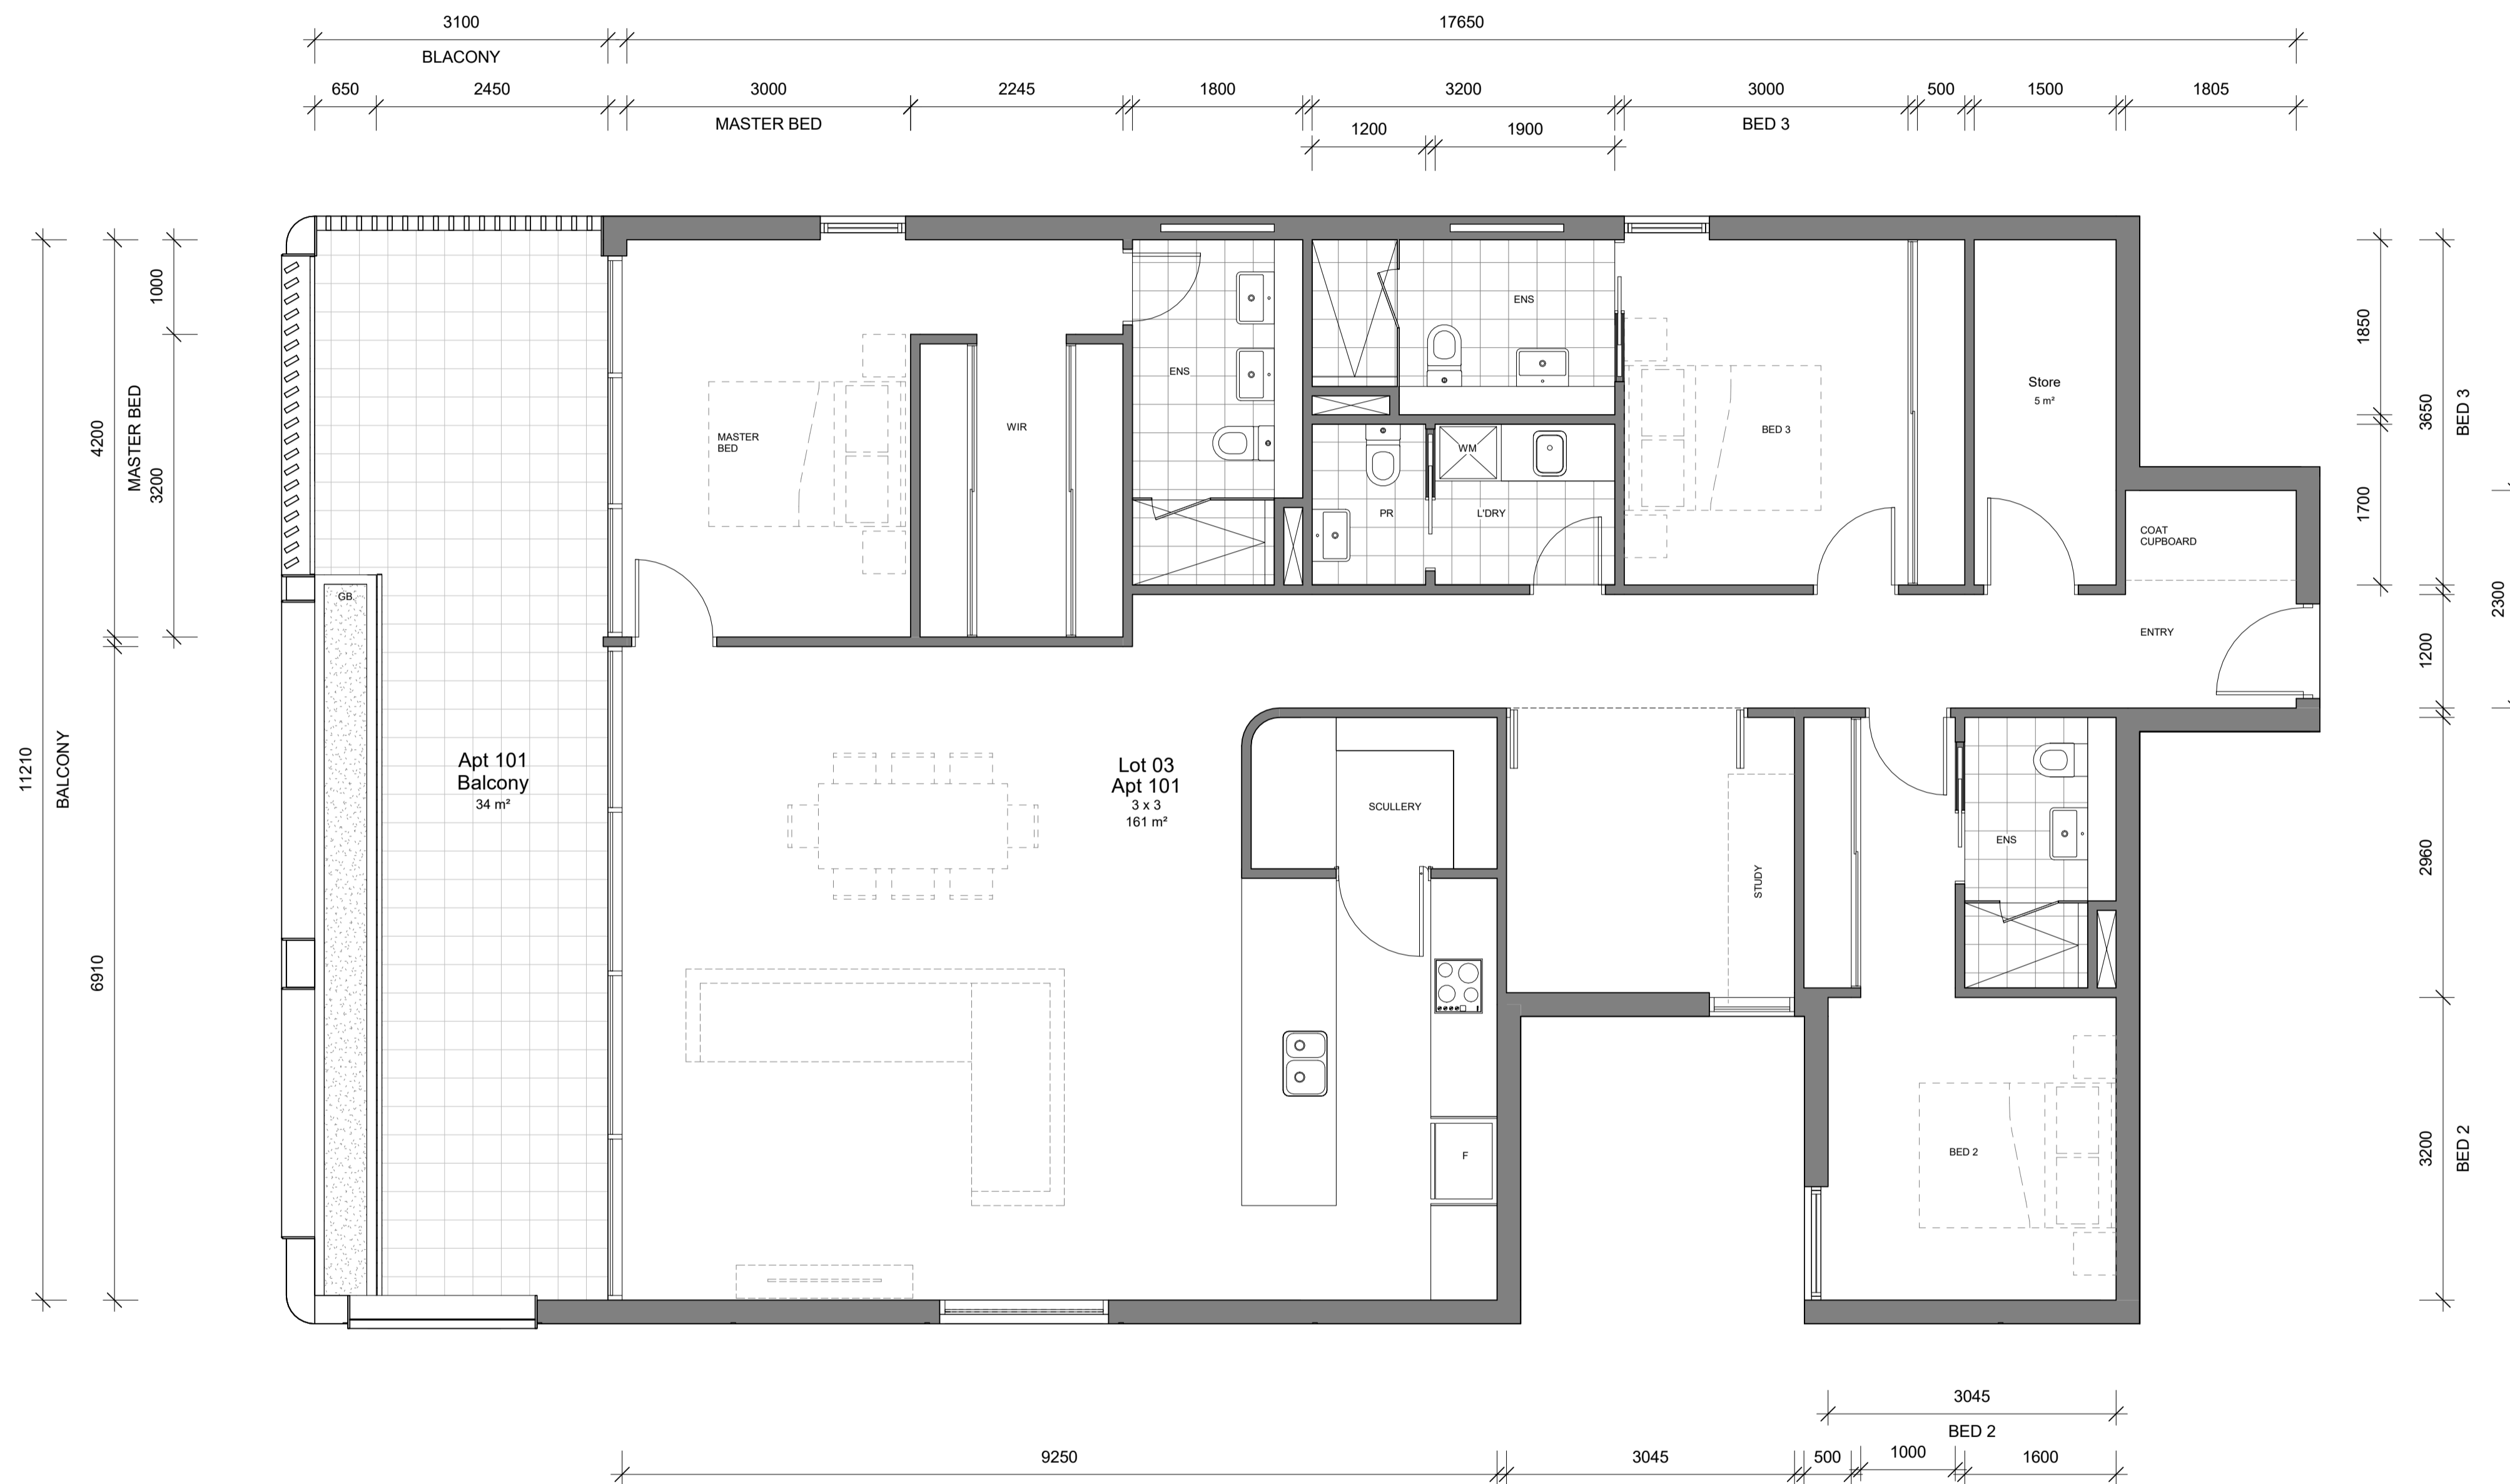 3100
17650
BLACONY
650
2450
3000
2245
1800
3200
3000
500
1500
1805
MASTER BED
1200
1900
BED 3
11210
BALCONY
4200
MASTER BED
1000
3200
6910
ENS
ENS
MASTER
BED
WIR
BED 3
Store
5 m²
WM
PR
L'DRY
COAT
CUPBOARD
ENTRY
GB
Apt 101
Balcony
34 m²
Lot 03
Apt 101
3 x 3
161 m²
SCULLERY
STUDY
ENS
F
BED 2
1850
1700
3650
BED 3
1200
2300
2960
3200
BED 2
3045
BED 2
9250
3045
500
1000
1600